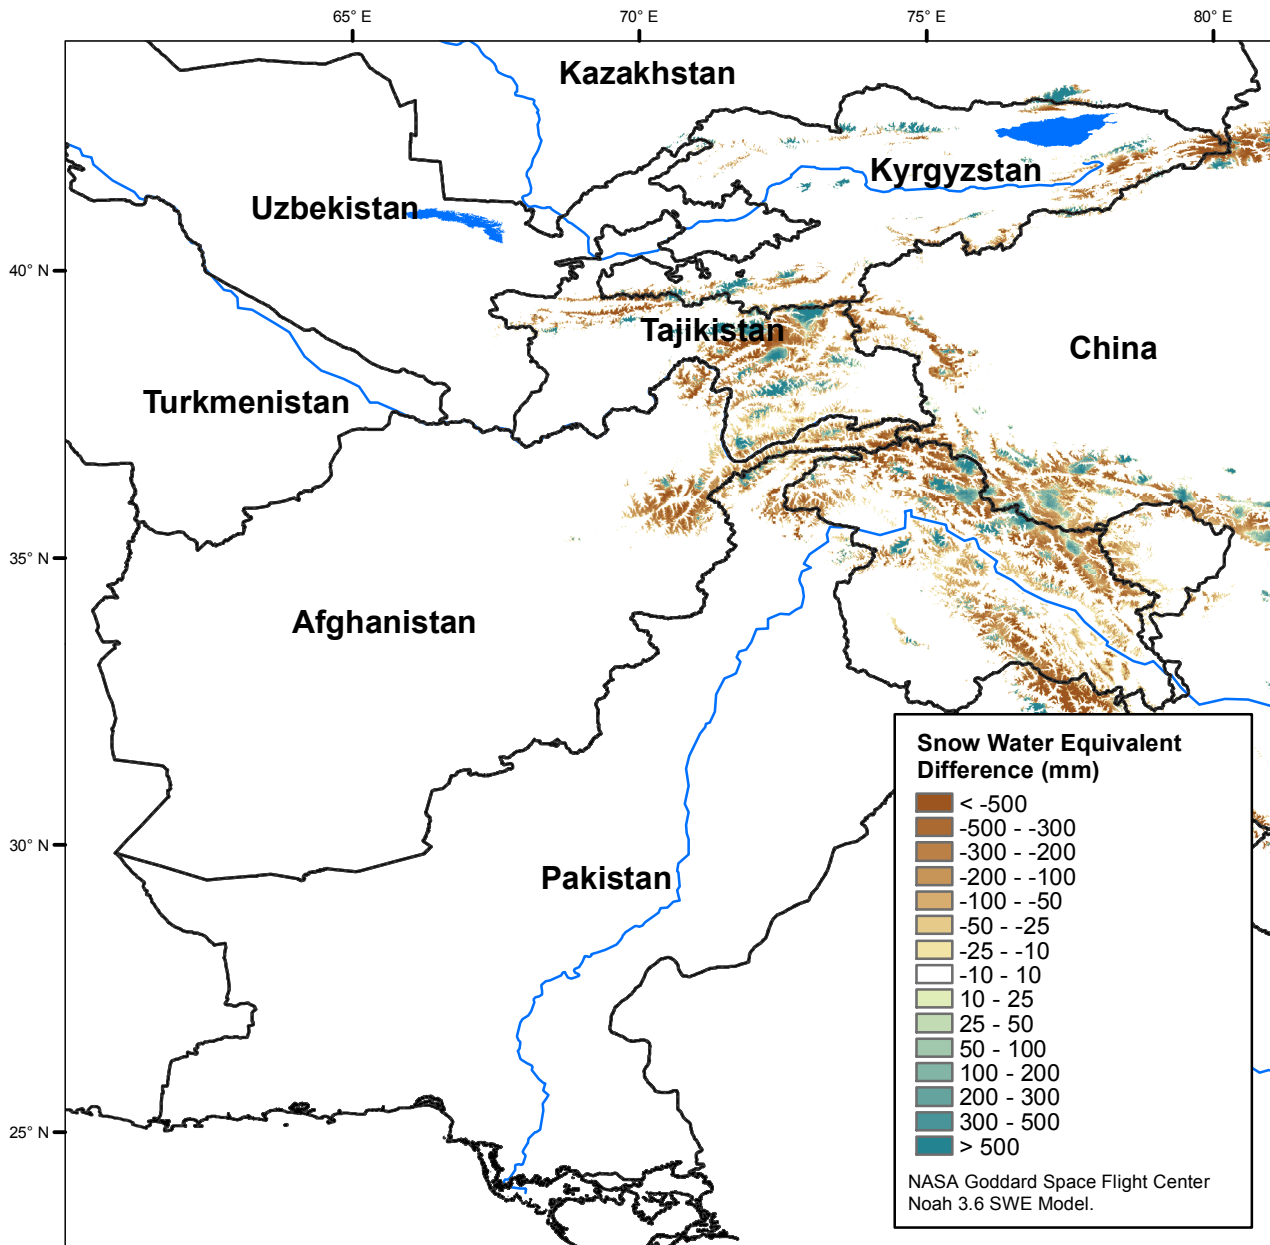 65° E
70° E
75° E
80° E
Kazakhstan
Kyrgyzstan
Uzbekistan
40° N
Tajikistan
China
Turkmenistan
35° N
Afghanistan
30° N
Pakistan
25° N
Snow Water Equivalent
Difference (mm)
< -500
-500 - -300
-300 - -200
-200 - -100
-100 - -50
-50 - -25
-25 - -10
-10 - 10
10 - 25
25 - 50
50 - 100
100 - 200
200 - 300
300 - 500
> 500
NASA Goddard Space Flight Center
Noah 3.6 SWE Model.